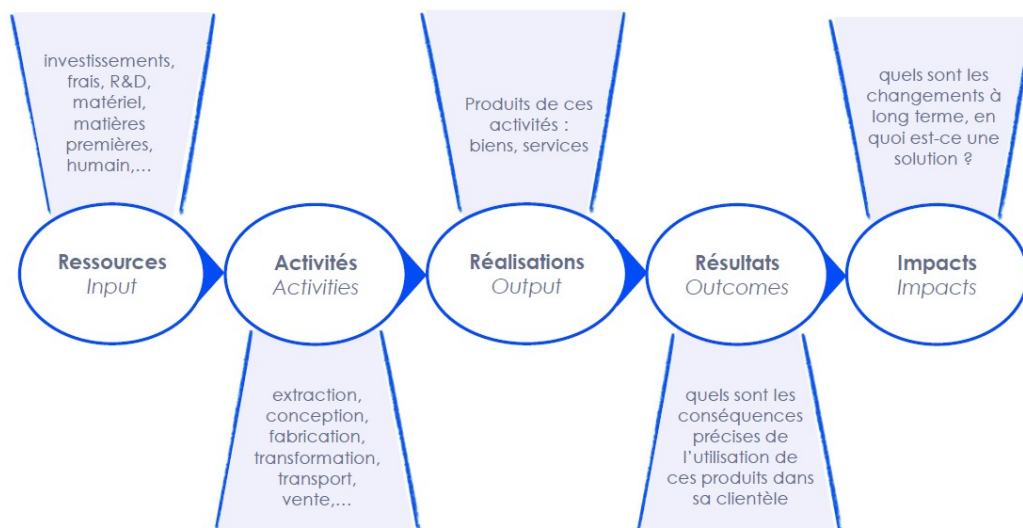 investissements,
frais, R&D,
matériel,
matières
premières,
humain,...
Produits de ces
activités :
biens, services
quels sont les
changements à
long terme, en
quoi est-ce une
solution ?
Ressources
Input
Activités
Activities
Réalisations
Output
Résultats
Outcomes
Impacts
Impacts
extraction,
conception,
fabrication,
transformation,
transport,
vente,...
quels sont les
conséquences
précises de
l'utilisation de
ces produits dans
sa clientèle